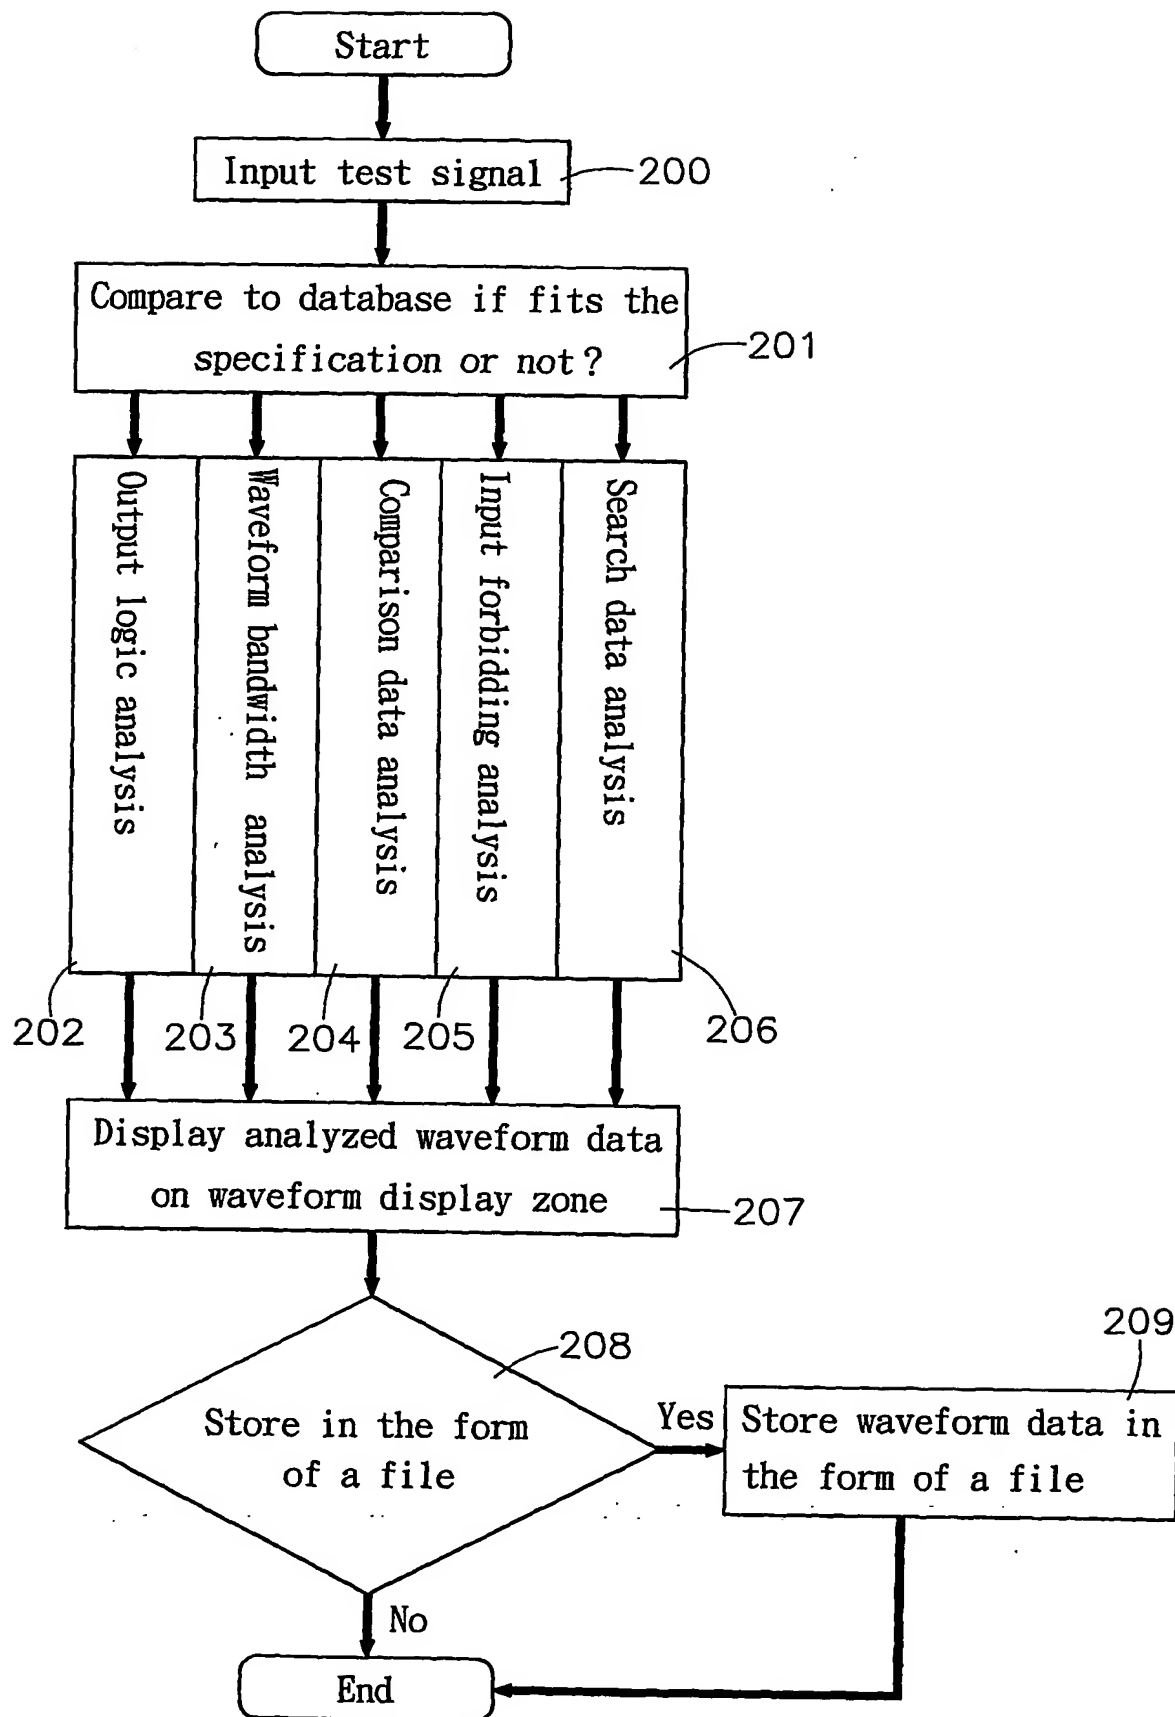 Start
Input test signal
200
Compare to database if fits the
specification or not?
201
Output logic analysis
Waveform bandwidth analysis
Comparison data analysis
Input forbidding analysis
Search data analysis
202
203
204
205
206
Display analyzed waveform data
on waveform display zone
207
208
209
Store in the form
of a file
Yes
Store waveform data in
the form of a file
No
End